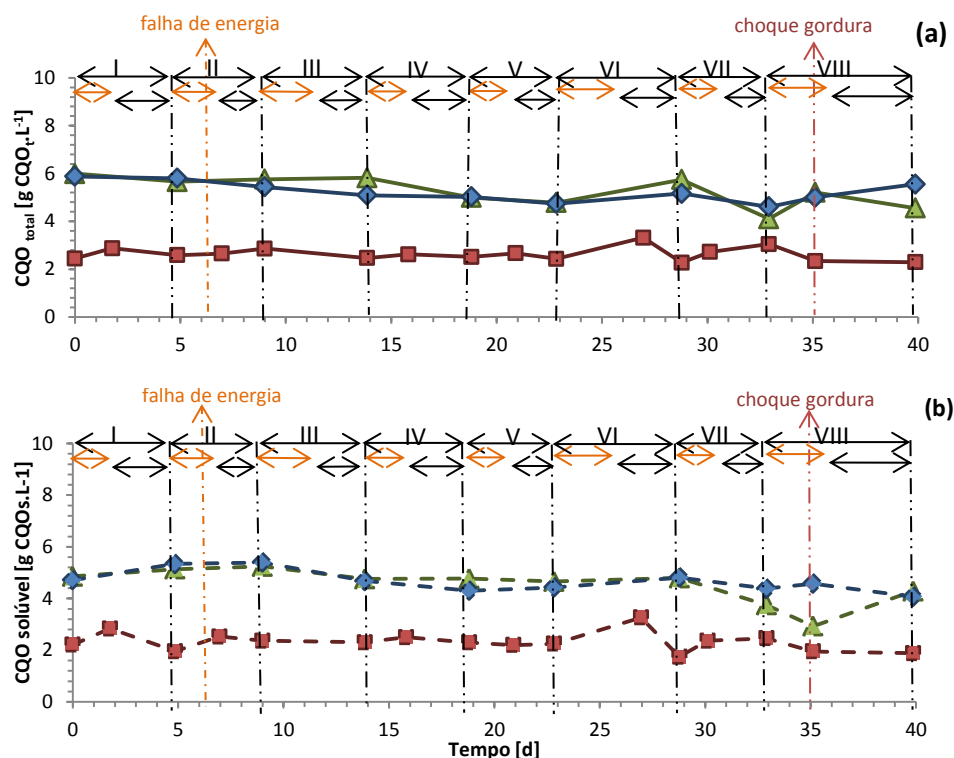 falha de energia
choque gordura
(a)
I II III IV V VI VII VIII
CQO total [g CQOt.L-1]
10
8
6
4
2
0
0 5 10 15 20 25 30 35 40
falha de energia
choque gordura
(b)
I II III IV V VI VII VIII
CQO solúvel [g CQOs.L-1]
10
8
6
4
2
0
0 5 10 15 20 25 30 35 40
Tempo [d]